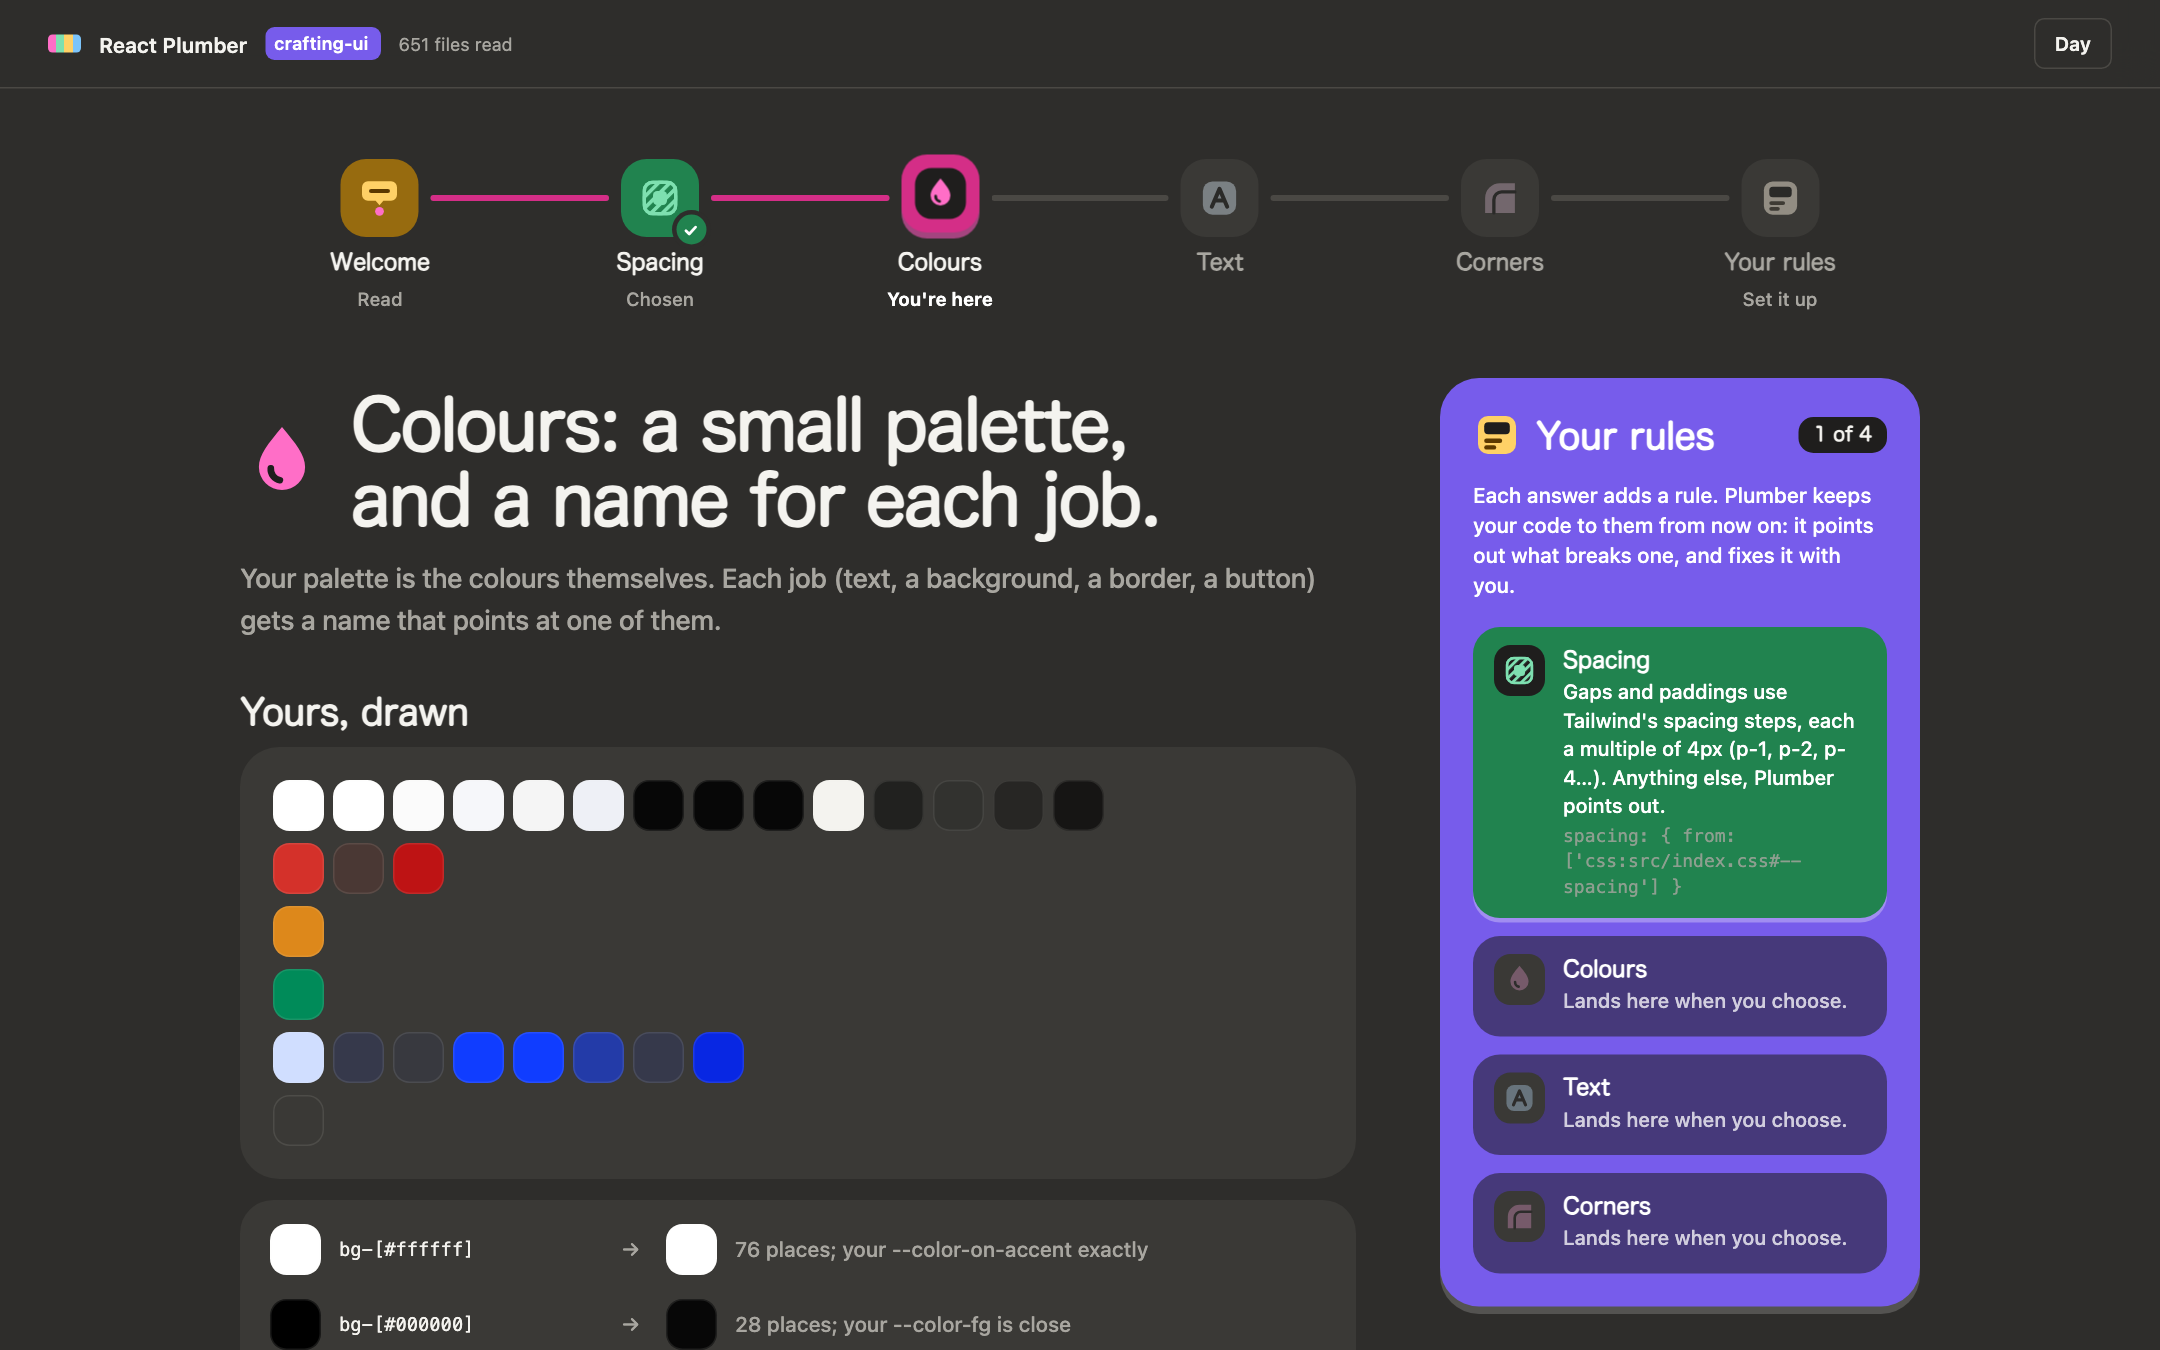 React Plumber
crafting-ui
651 files read
Day
Welcome
Read
Spacing
Chosen
Colours
You're here
Text
Corners
Your rules
Set it up
Colours: a small palette,
and a name for each job.
Your palette is the colours themselves. Each job (text, a background, a border, a button)
gets a name that points at one of them.
Yours, drawn
bg-[#ffffff]
→
76 places; your --color-on-accent exactly
bg-[#000000]
→
28 places; your --color-fg is close
Your rules
1 of 4
Each answer adds a rule. Plumber keeps
your code to them from now on: it points
out what breaks one, and fixes it with
you.
Spacing
Gaps and paddings use
Tailwind's spacing steps, each
a multiple of 4px (p-1, p-2, p-
4...). Anything else, Plumber
points out.
spacing: { from:
['css:src/index.css#--
spacing'] }
Colours
Lands here when you choose.
Text
Lands here when you choose.
Corners
Lands here when you choose.